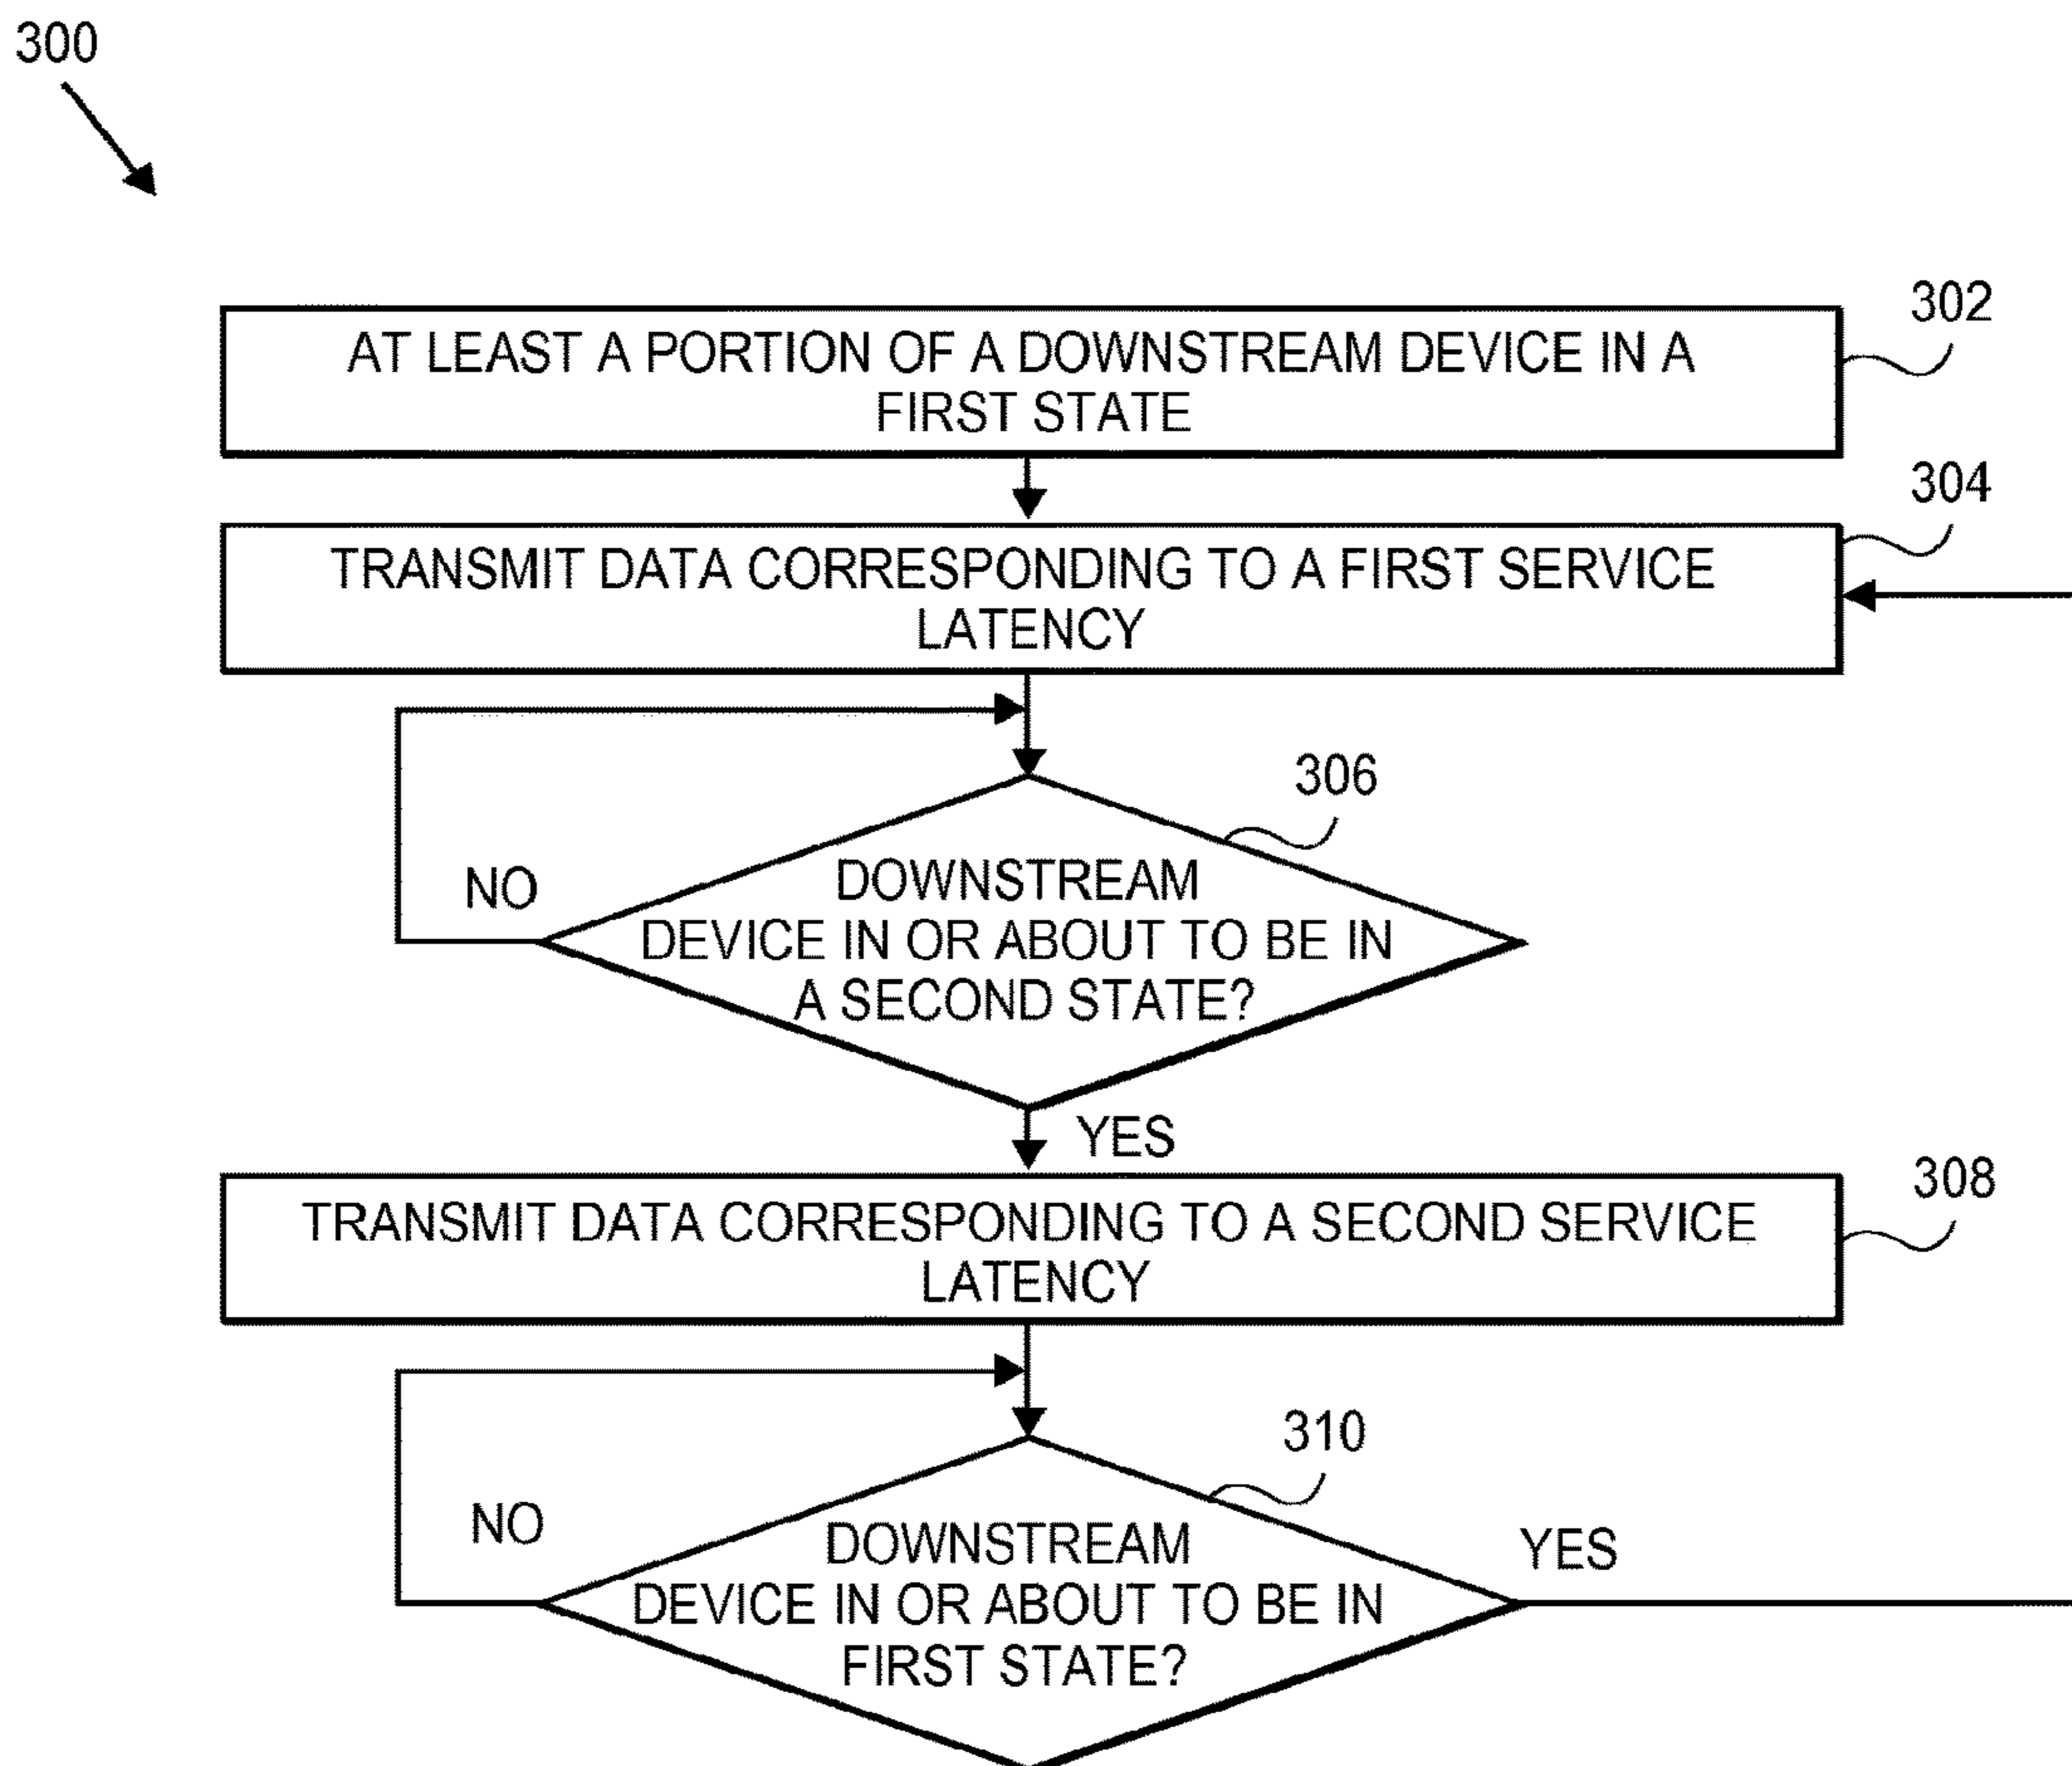 300
302
AT LEAST A PORTION OF A DOWNSTREAM DEVICE IN A
FIRST STATE
304
TRANSMIT DATA CORRESPONDING TO A FIRST SERVICE
LATENCY
306
NO
DOWNSTREAM
DEVICE IN OR ABOUT TO BE IN
A SECOND STATE?
YES
308
TRANSMIT DATA CORRESPONDING TO A SECOND SERVICE
LATENCY
310
NO
DOWNSTREAM
DEVICE IN OR ABOUT TO BE IN
FIRST STATE?
YES